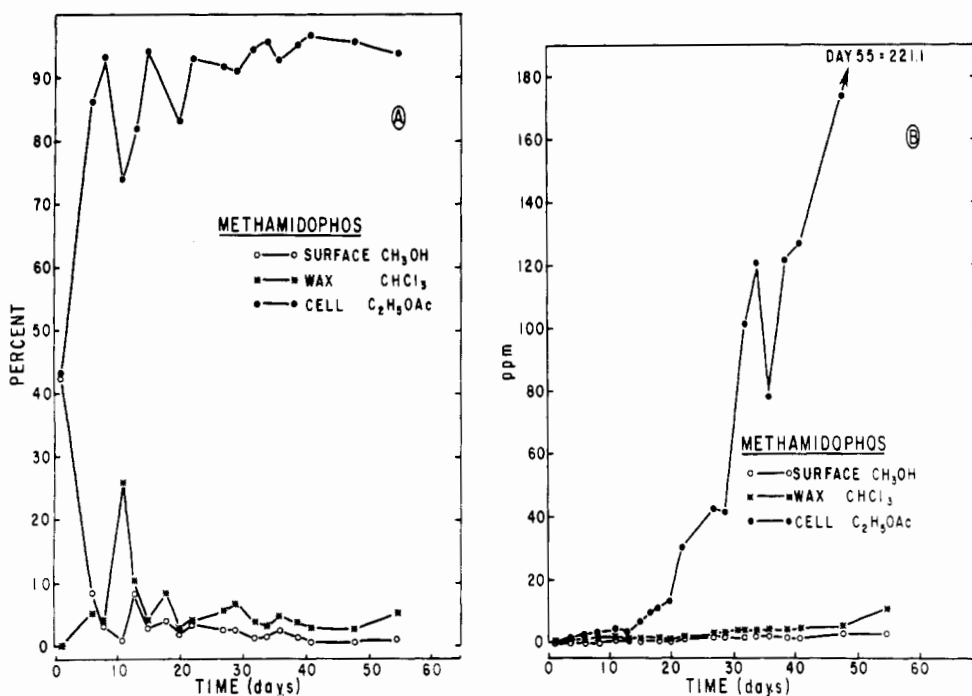 90
80
70
60
50
40
30
20
10
0
PERCENT
0 10 20 30 40 50 60
TIME (days)
A
METHAMIDOPHOS
SURFACE CH3OH
WAX CHCl3
CELL C2H5OAc
180
160
140
120
100
80
60
40
20
0
ppm
0 10 20 30 40 50 60
TIME (days)
DAY 55 = 221.1
B
METHAMIDOPHOS
SURFACE CH3OH
WAX CHCl3
CELL C2H5OAc